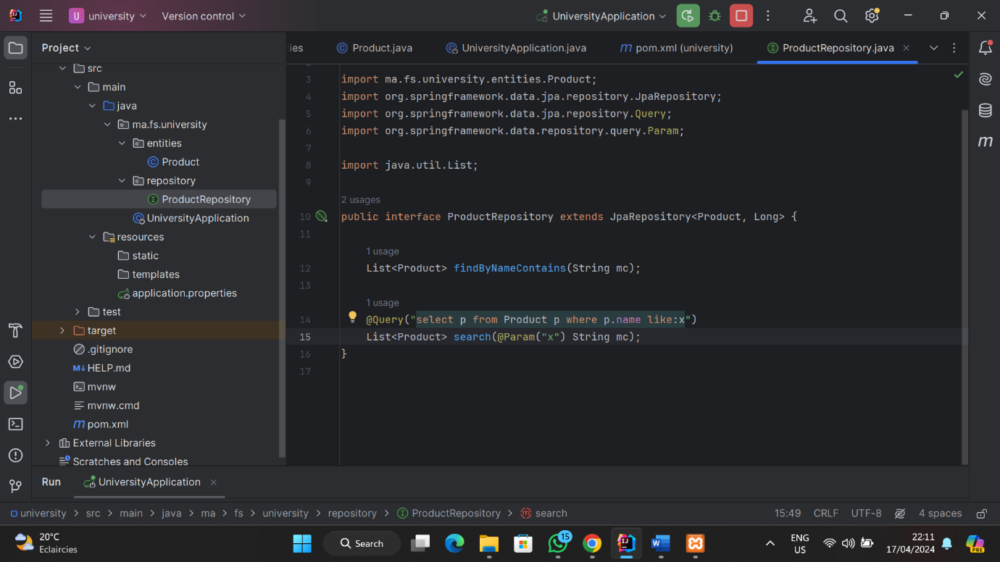 U university Version control UniversityApplication
Project
ies Product.java UniversityApplication.java pom.xml (university) ProductRepository.java
src
main
java
ma.fs.university
entities
Product
repository
ProductRepository
UniversityApplication
resources
static
templates
application.properties
test
target
.gitignore
HELP.md
mvnw
mvnw.cmd
pom.xml
External Libraries
Scratches and Consoles
3 import ma.fs.university.entities.Product;
4 import org.springframework.data.jpa.repository.JpaRepository;
5 import org.springframework.data.jpa.repository.Query;
6 import org.springframework.data.repository.query.Param;
7
8 import java.util.List;
9
2 usages
10 public interface ProductRepository extends JpaRepository<Product, Long> {
11
1 usage
12 List<Product> findByNameContains(String mc);
13
1 usage
14 @Query("select p from Product p where p.name like:x")
15 List<Product> search(@Param("x") String mc);
16 }
17
Run UniversityApplication
university > src > main > java > ma > fs > university > repository > ProductRepository > search 15:49 CRLF UTF-8 4 spaces
20°C
Eclaircies
Search
15
ENG
US
22:11
17/04/2024
PRE